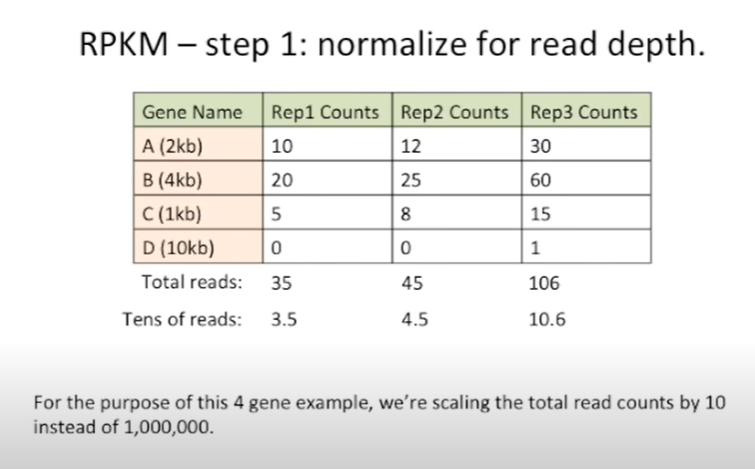 RPKM – step 1: normalize for read depth.
Gene Name Rep1 Counts Rep2 Counts Rep3 Counts
A (2kb) 10 12 30
B (4kb) 20 25 60
C (1kb) 5 8 15
D (10kb) 0 0 1
Total reads: 35 45 106
Tens of reads: 3.5 4.5 10.6
For the purpose of this 4 gene example, we’re scaling the total read counts by 10
instead of 1,000,000.